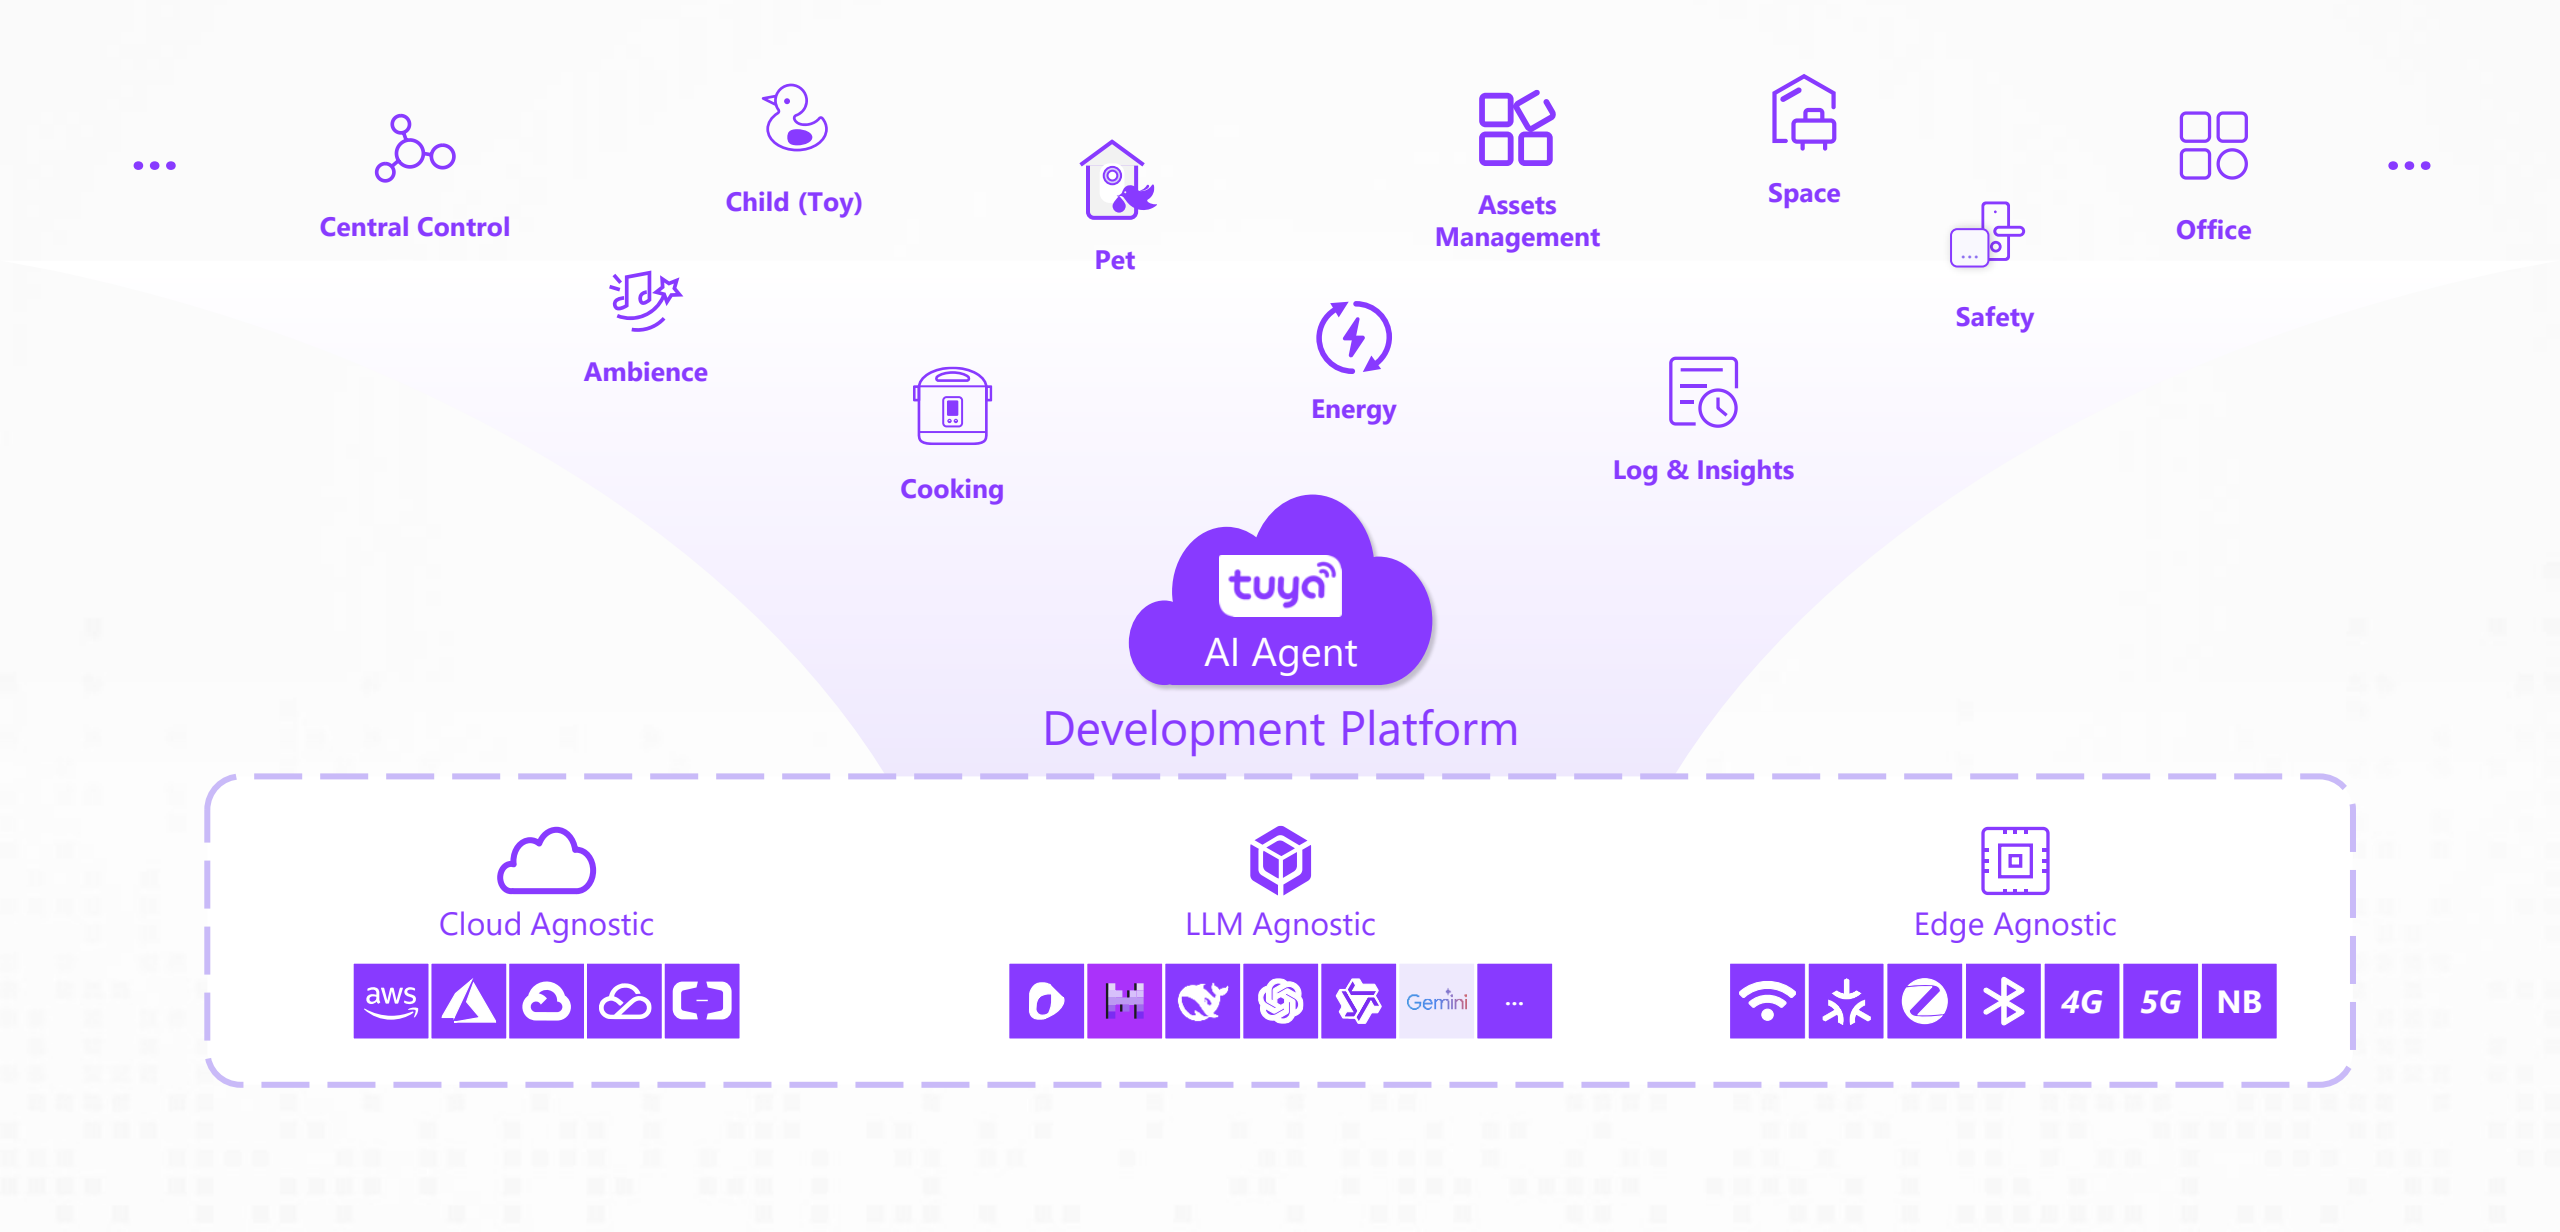 Central Control
Child (Toy)
Pet
Assets
Management
Space
Office
Ambience
Safety
Cooking
Energy
Log & Insights
tuya
AI Agent
Development Platform
Cloud Agnostic
LLM Agnostic
Edge Agnostic
aws
Gemini
...
4G
5G
NB